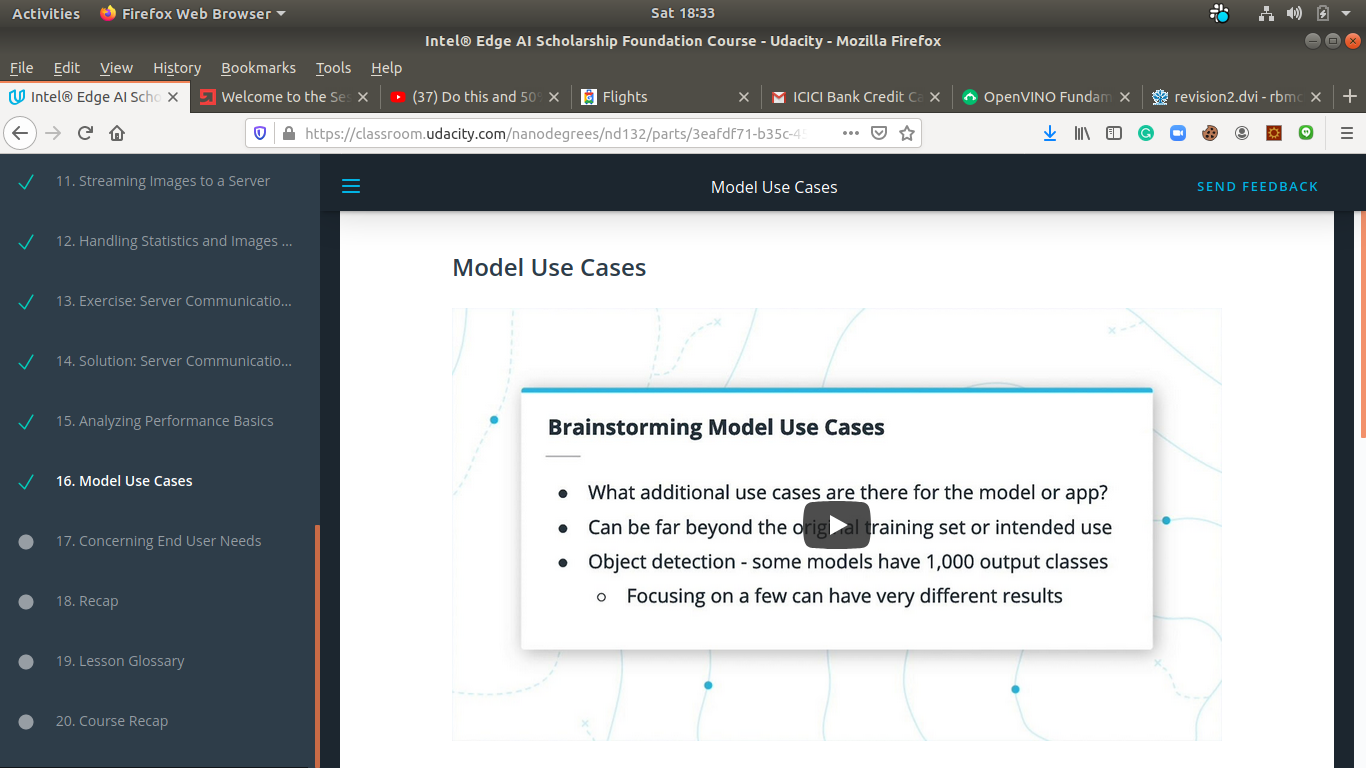 Activities Firefox Web Browser Sat 18:33
Intel® Edge AI Scholarship Foundation Course - Udacity - Mozilla Firefox
File Edit View History Bookmarks Tools Help
Intel® Edge AI Scho Welcome to the Se (37) Do this and 50 Flights ICICI Bank Credit Ca OpenVINO Fundam revision2.dvi - rbmc
https://classroom.udacity.com/nanodegrees/nd132/parts/3eafdf71-b35c-45
Model Use Cases SEND FEEDBACK
11. Streaming Images to a Server
12. Handling Statistics and Images ...
13. Exercise: Server Communicatio...
14. Solution: Server Communicatio...
15. Analyzing Performance Basics
16. Model Use Cases
17. Concerning End User Needs
18. Recap
19. Lesson Glossary
20. Course Recap
Model Use Cases
Brainstorming Model Use Cases
● What additional use cases are there for the model or app?
● Can be far beyond the original training set or intended use
● Object detection - some models have 1,000 output classes
○ Focusing on a few can have very different results